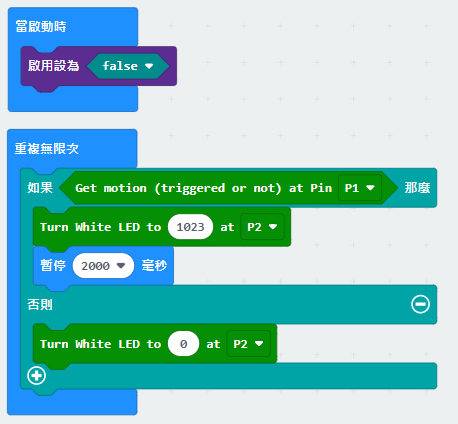 當啟動時
啟用設為 false
重複無限次
如果 Get motion (triggered or not) at Pin P1 那麼
Turn White LED to 1023 at P2
暫停 2000 毫秒
否則
Turn White LED to 0 at P2